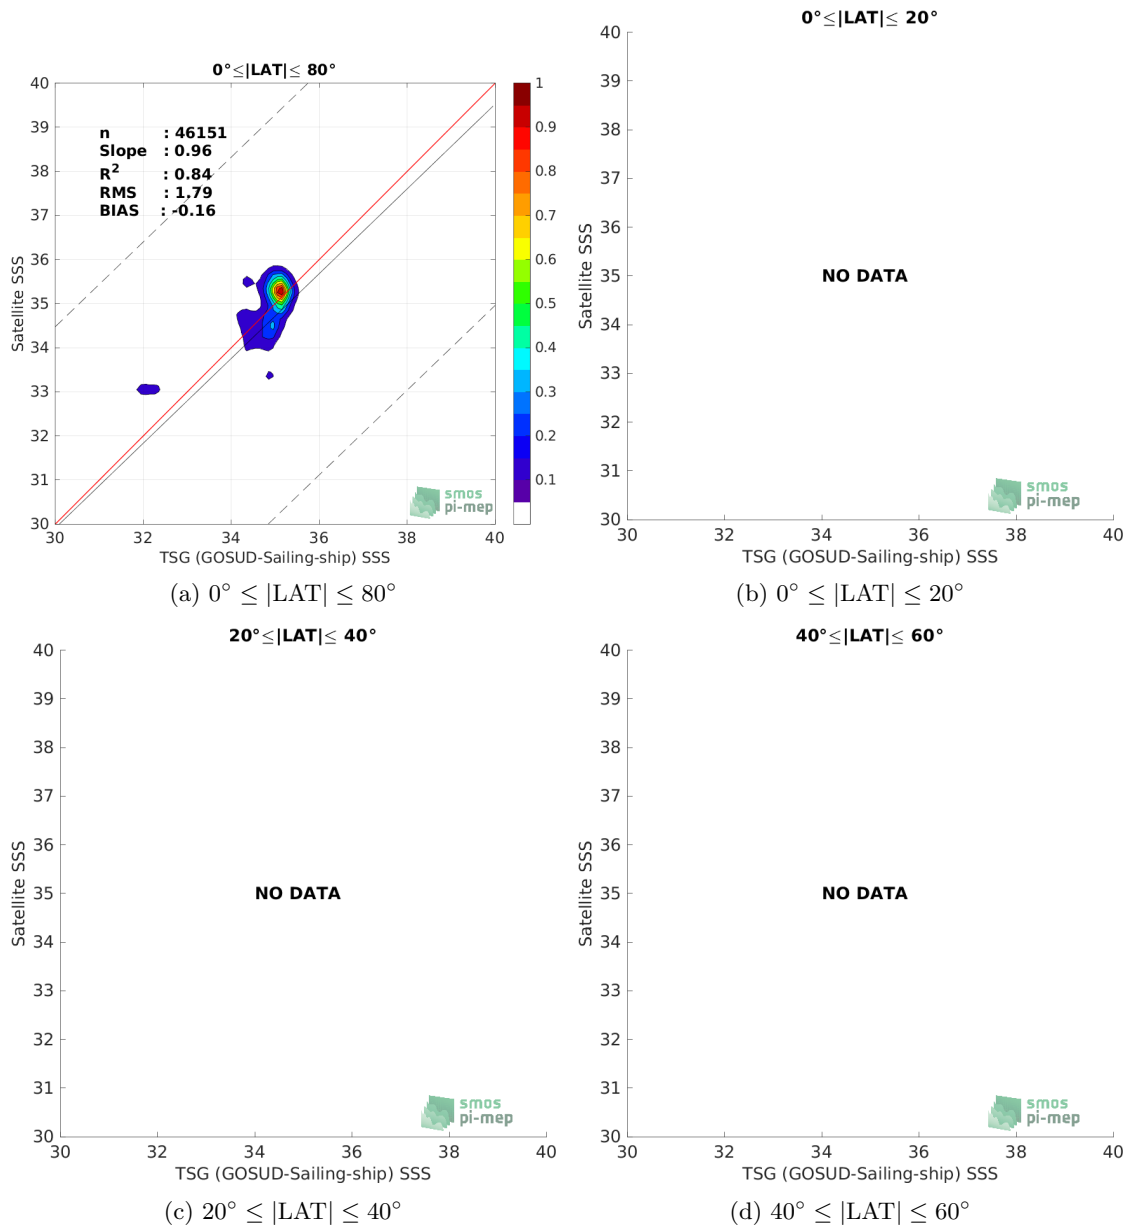 0°≤|LAT|≤ 80°
40
39
38
37
36
35
34
33
32
31
30
Satellite SSS
n : 46151
Slope : 0.96
R² : 0.84
RMS : 1.79
BIAS : -0.16
smos
pi-mep
30 32 34 36 38 40
TSG (GOSUD-Sailing-ship) SSS
1
0.9
0.8
0.7
0.6
0.5
0.4
0.3
0.2
0.1
(a) 0° ≤ |LAT| ≤ 80°
0°≤|LAT|≤ 20°
40
39
38
37
36
35
34
33
32
31
30
Satellite SSS
NO DATA
smos
pi-mep
30 32 34 36 38 40
TSG (GOSUD-Sailing-ship) SSS
(b) 0° ≤ |LAT| ≤ 20°
20°≤|LAT|≤ 40°
40
39
38
37
36
35
34
33
32
31
30
Satellite SSS
NO DATA
smos
pi-mep
30 32 34 36 38 40
TSG (GOSUD-Sailing-ship) SSS
(c) 20° ≤ |LAT| ≤ 40°
40°≤|LAT|≤ 60°
40
39
38
37
36
35
34
33
32
31
30
Satellite SSS
NO DATA
smos
pi-mep
30 32 34 36 38 40
TSG (GOSUD-Sailing-ship) SSS
(d) 40° ≤ |LAT| ≤ 60°